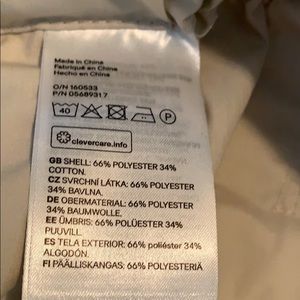 Made in China
Fabriqué en Chine
Hecho en China
O/N 160533
P/N 05689317
40
P
clevercare.info
GB SHELL: 66% POLYESTER 34%
COTTON.
CZ SVRCHNÍ LÁTKA: 66% POLYESTER
34% BAVLNA.
DE OBERMATERIAL: 66% POLYESTER
34% BAUMWOLLE.
EE ÜMBRIS: 66% POLÜESTER 34%
PUUVILL.
ES TELA EXTERIOR: 66% poliéster 34%
ALGODÓN.
FI PÄÄLLISKANGAS: 66% POLYESTERIÄ